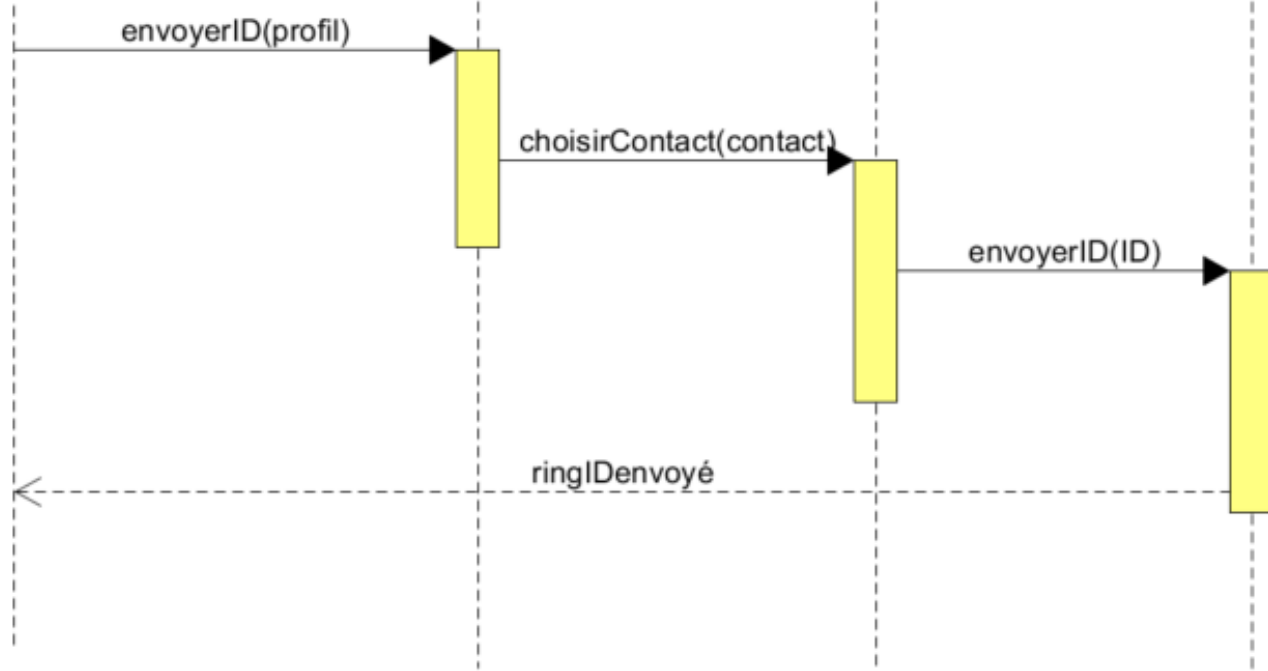 envoyerID(profil)
choisirContact(contact)
envoyerID(ID)
ringIDenvoyé